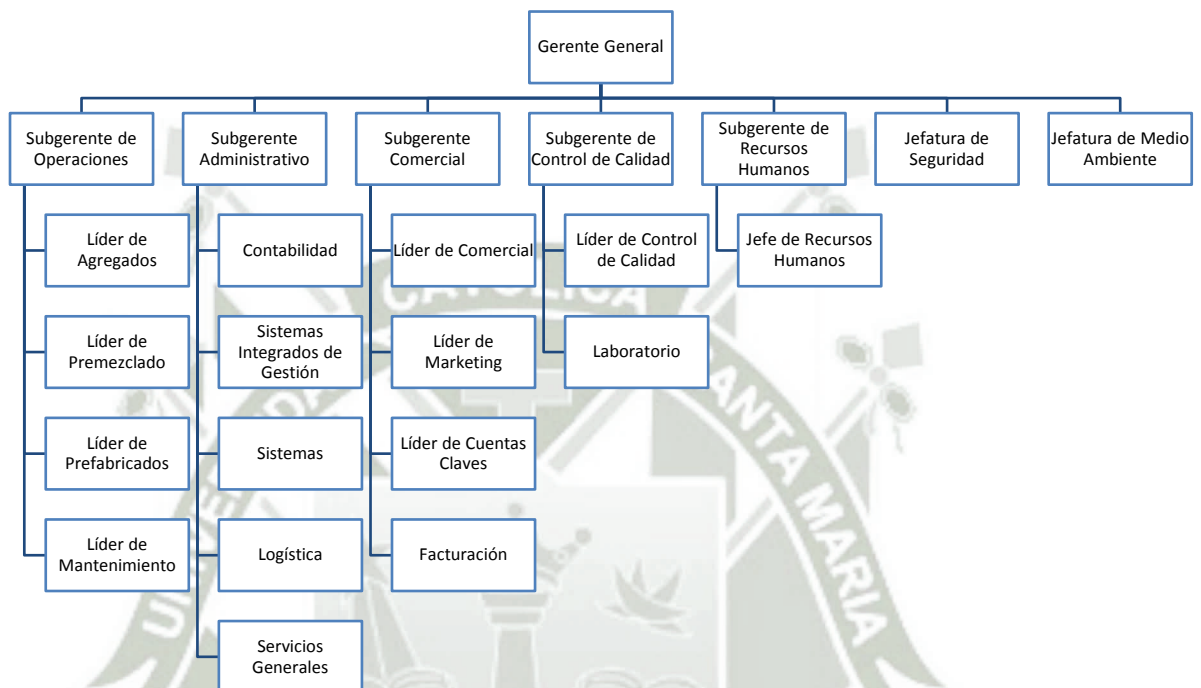 Gerente General
Subgerente de
Operaciones
Subgerente
Administrativo
Subgerente
Comercial
Subgerente de
Control de Calidad
Subgerente de
Recursos
Humanos
Jefatura de
Seguridad
Jefatura de Medio
Ambiente
Líder de
Agregados
Contabilidad
Líder de Comercial
Líder de Control
de Calidad
Jefe de Recursos
Humanos
Líder de
Premezclado
Sistemas
Integrados de
Gestión
Líder de
Marketing
Laboratorio
Líder de
Prefabricados
Sistemas
Líder de Cuentas
Claves
Líder de
Mantenimiento
Logística
Facturación
Servicios
Generales